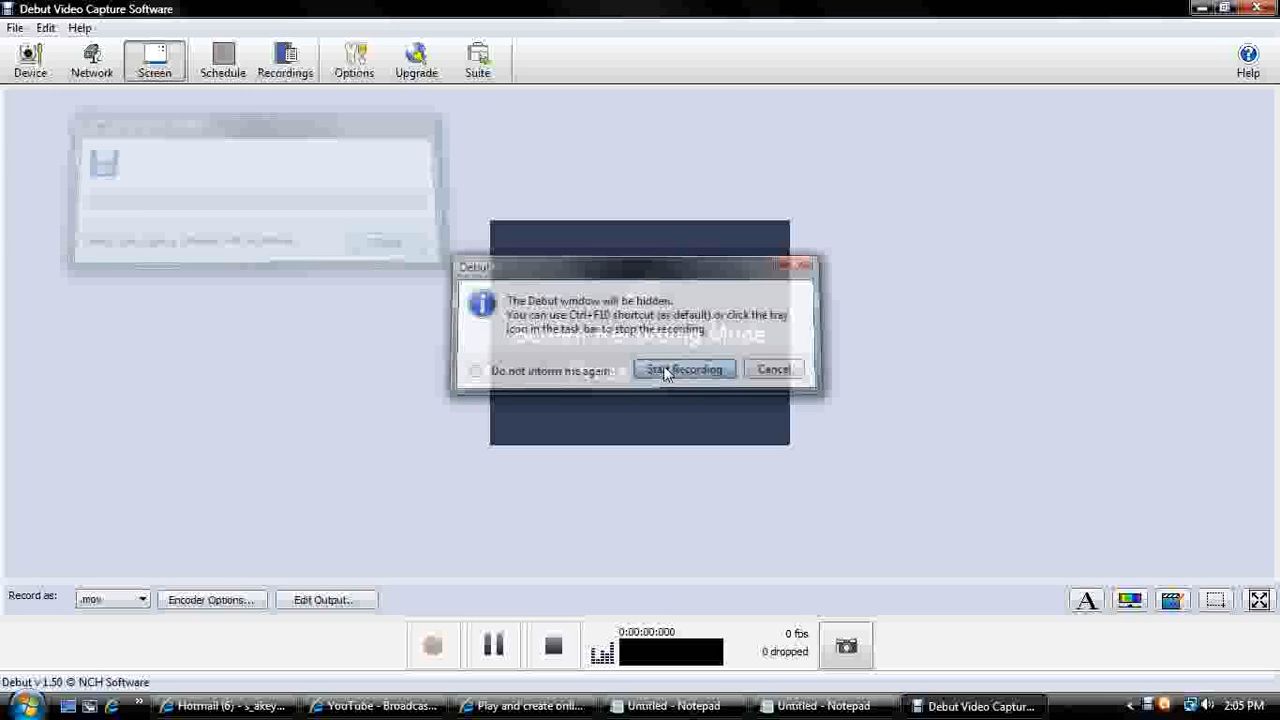 Debut Video Capture Software
File Edit Help
Device Network Screen Schedule Recordings Options Upgrade Suite Help
Debut
The Debut window will be hidden.
You can use Ctrl+F10 shortcut (as default) or click the tray
icon in the task bar to stop the recording
Do not inform me again
Start Recording Cancel
Record as: .mov Encoder Options... Edit Output...
0:00:00:000 0 fps
0 dropped
Debut v 1.50 © NCH Software
Hotmail (6) - s_akey... YouTube - Broadcas... Play and create onlin... Untitled - Notepad Untitled - Notepad Debut Video Captur... 2:05 PM